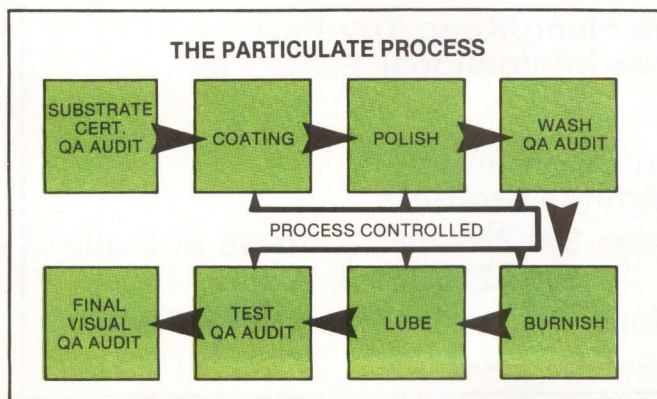 THE PARTICULATE PROCESS
SUBSTRATE
CERT.
QA AUDIT
COATING
POLISH
WASH
QA AUDIT
PROCESS CONTROLLED
FINAL
VISUAL
QA AUDIT
TEST
QA AUDIT
LUBE
BURNISH